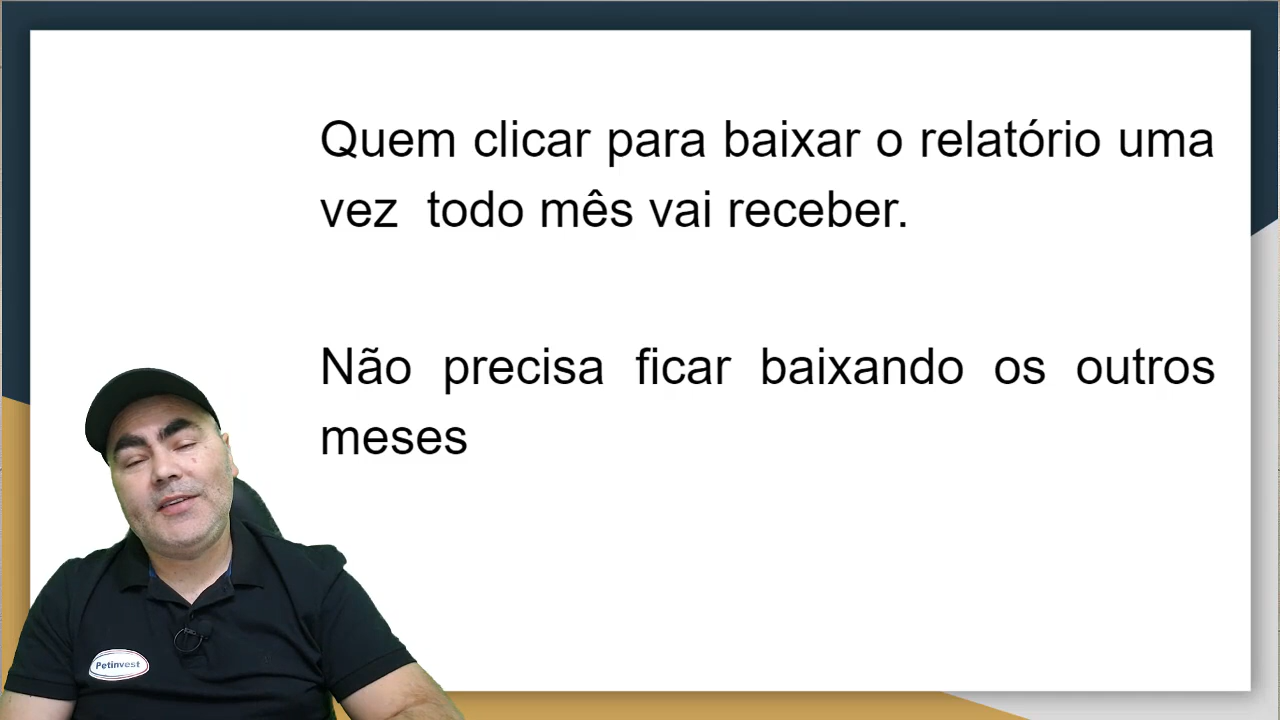 Quem clicar para baixar o relatório uma
vez  todo mês vai receber.
Não precisa ficar baixando os outros
meses
Petinvest